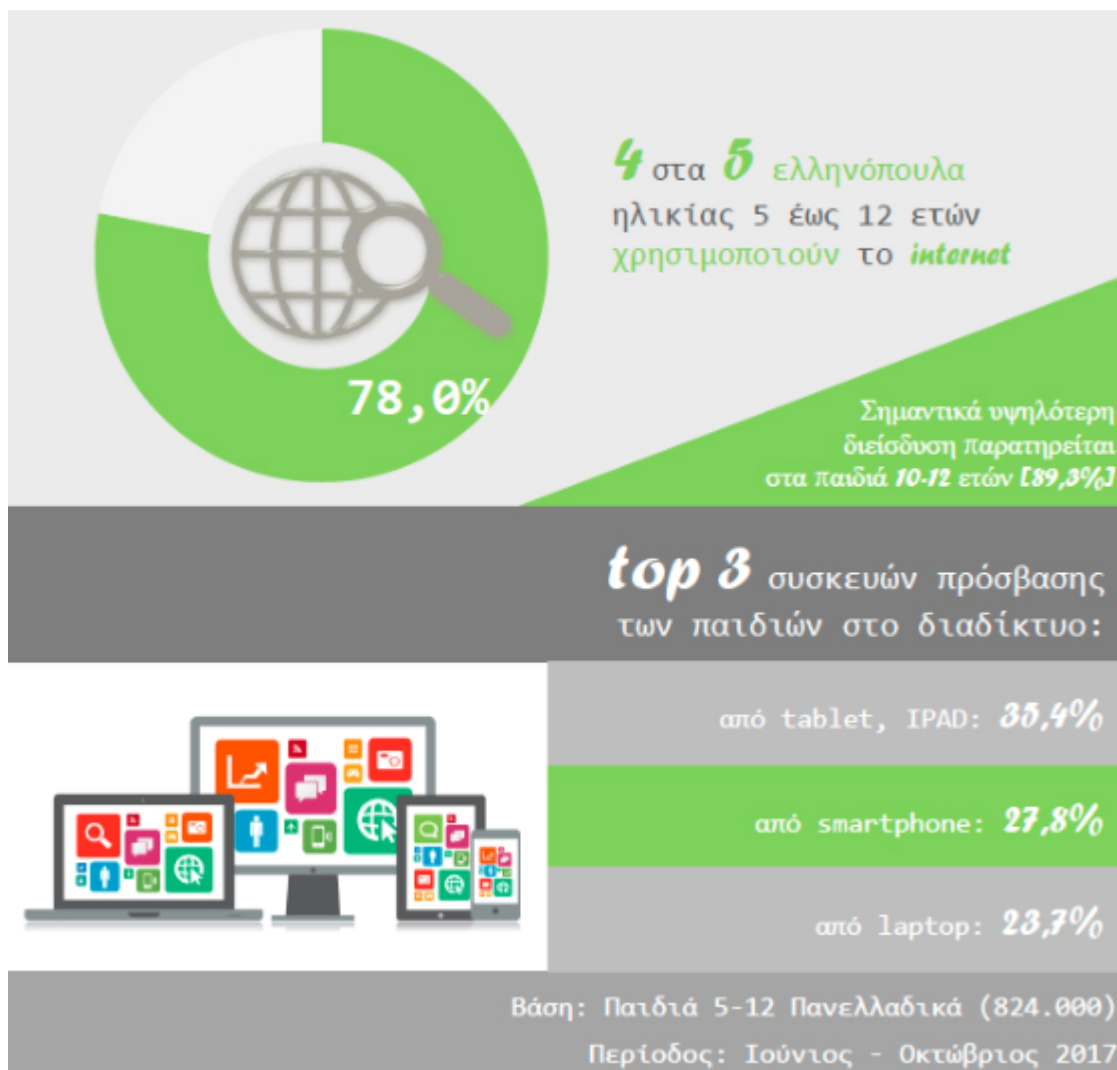 4 στα 5 ελληνόπουλα
ηλικίας 5 έως 12 ετών
χρησιμοποιούν το internet
78,0%
Σημαντικά υψηλότερη
διείσδυση παρατηρείται
στα παιδιά 10-12 ετών [89,3%]
top 3 συσκευών πρόσβασης
των παιδιών στο διαδίκτυο:
από tablet, IPAD: 35,4%
από smartphone: 27,8%
από laptop: 23,7%
Βάση: Παιδιά 5-12 Πανελλαδικά (824.000)
Περίοδος: Ιούνιος - Οκτώβριος 2017